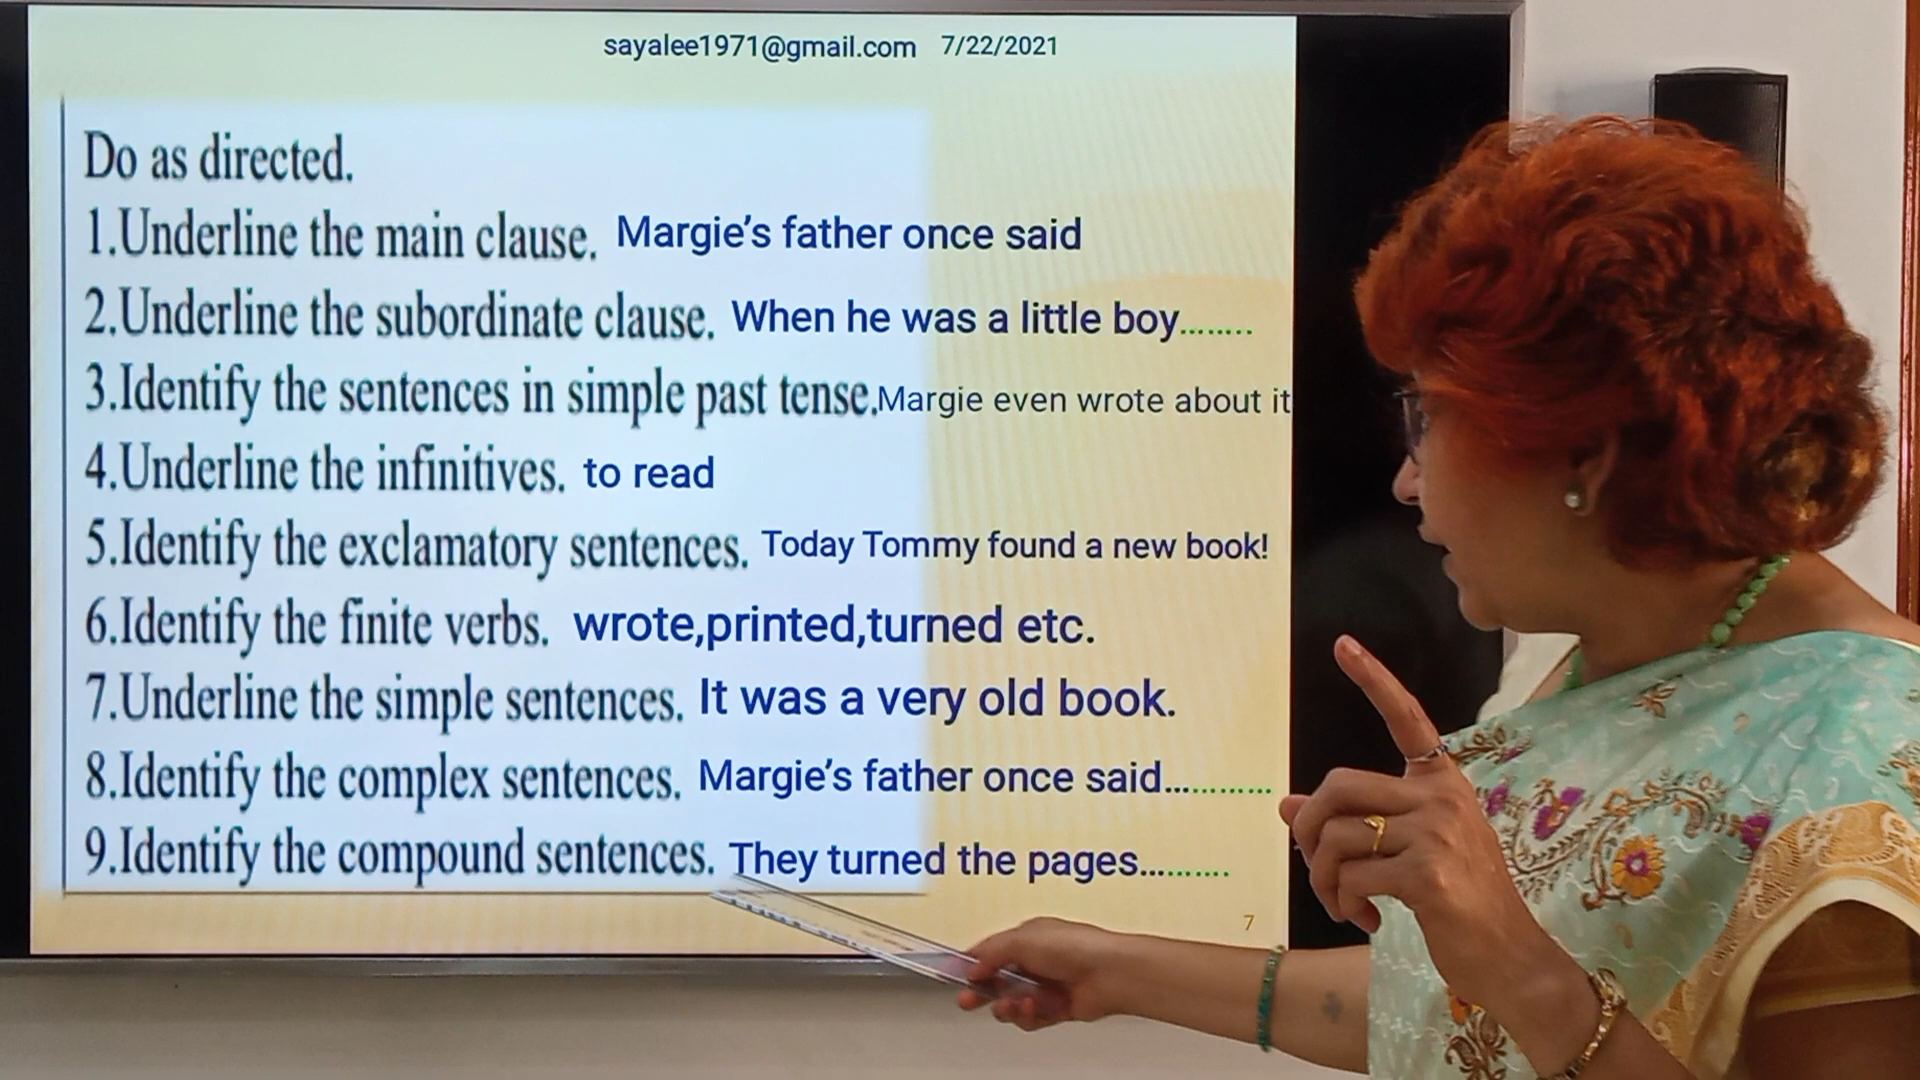 sayalee1971@gmail.com 7/22/2021
Do as directed.
1.Underline the main clause. Margie’s father once said
2.Underline the subordinate clause. When he was a little boy........
3.Identify the sentences in simple past tense.Margie even wrote about it
4.Underline the infinitives. to read
5.Identify the exclamatory sentences. Today Tommy found a new book!
6.Identify the finite verbs. wrote,printed,turned etc.
7.Underline the simple sentences. It was a very old book.
8.Identify the complex sentences. Margie’s father once said............
9.Identify the compound sentences. They turned the pages..........
7